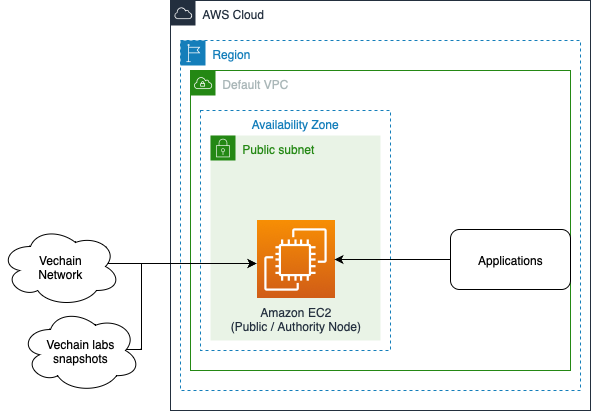 AWS Cloud
Region
Default VPC
Availability Zone
Public subnet
Vechain
Network
Applications
Amazon EC2
(Public / Authority Node)
Vechain labs
snapshots